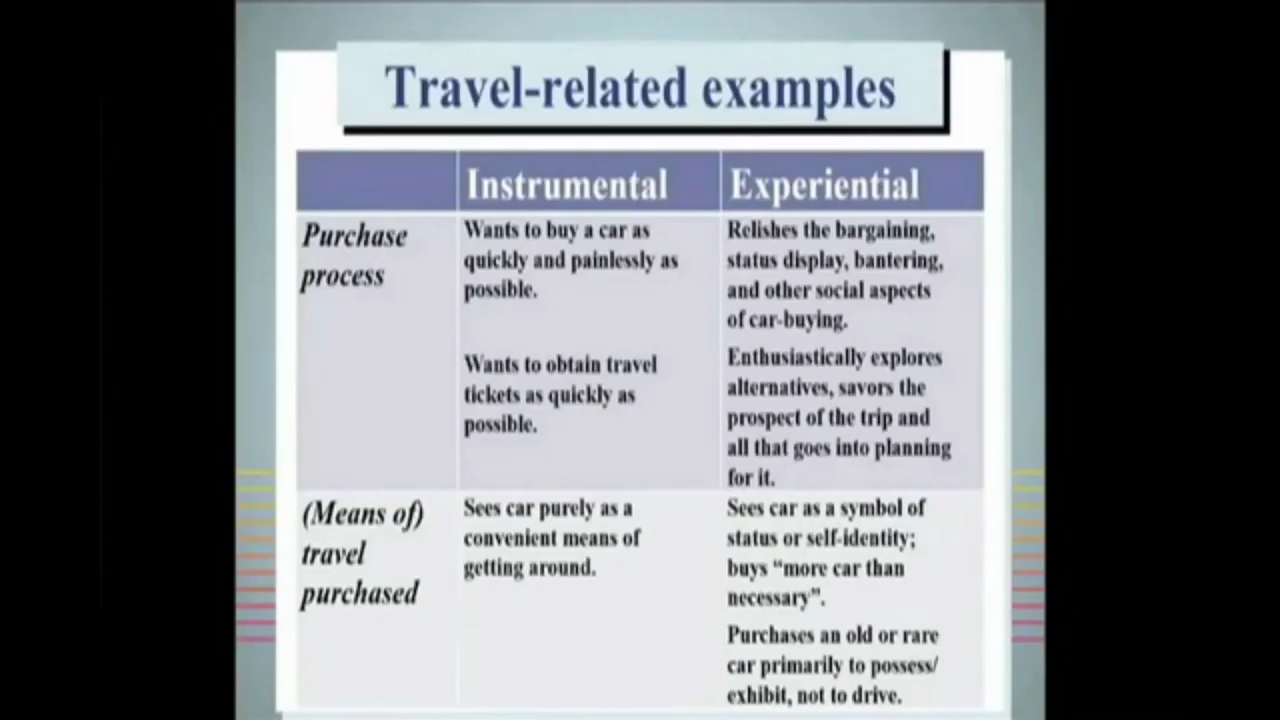 Travel-related examples
Instrumental
Experiential
Purchase
process
Wants to buy a car as
quickly and painlessly as
possible.
Wants to obtain travel
tickets as quickly as
possible.
Relishes the bargaining,
status display, bantering,
and other social aspects
of car-buying.
Enthusiastically explores
alternatives, savors the
prospect of the trip and
all that goes into planning
for it.
(Means of)
travel
purchased
Sees car purely as a
convenient means of
getting around.
Sees car as a symbol of
status or self-identity;
buys “more car than
necessary”.
Purchases an old or rare
car primarily to possess/
exhibit, not to drive.